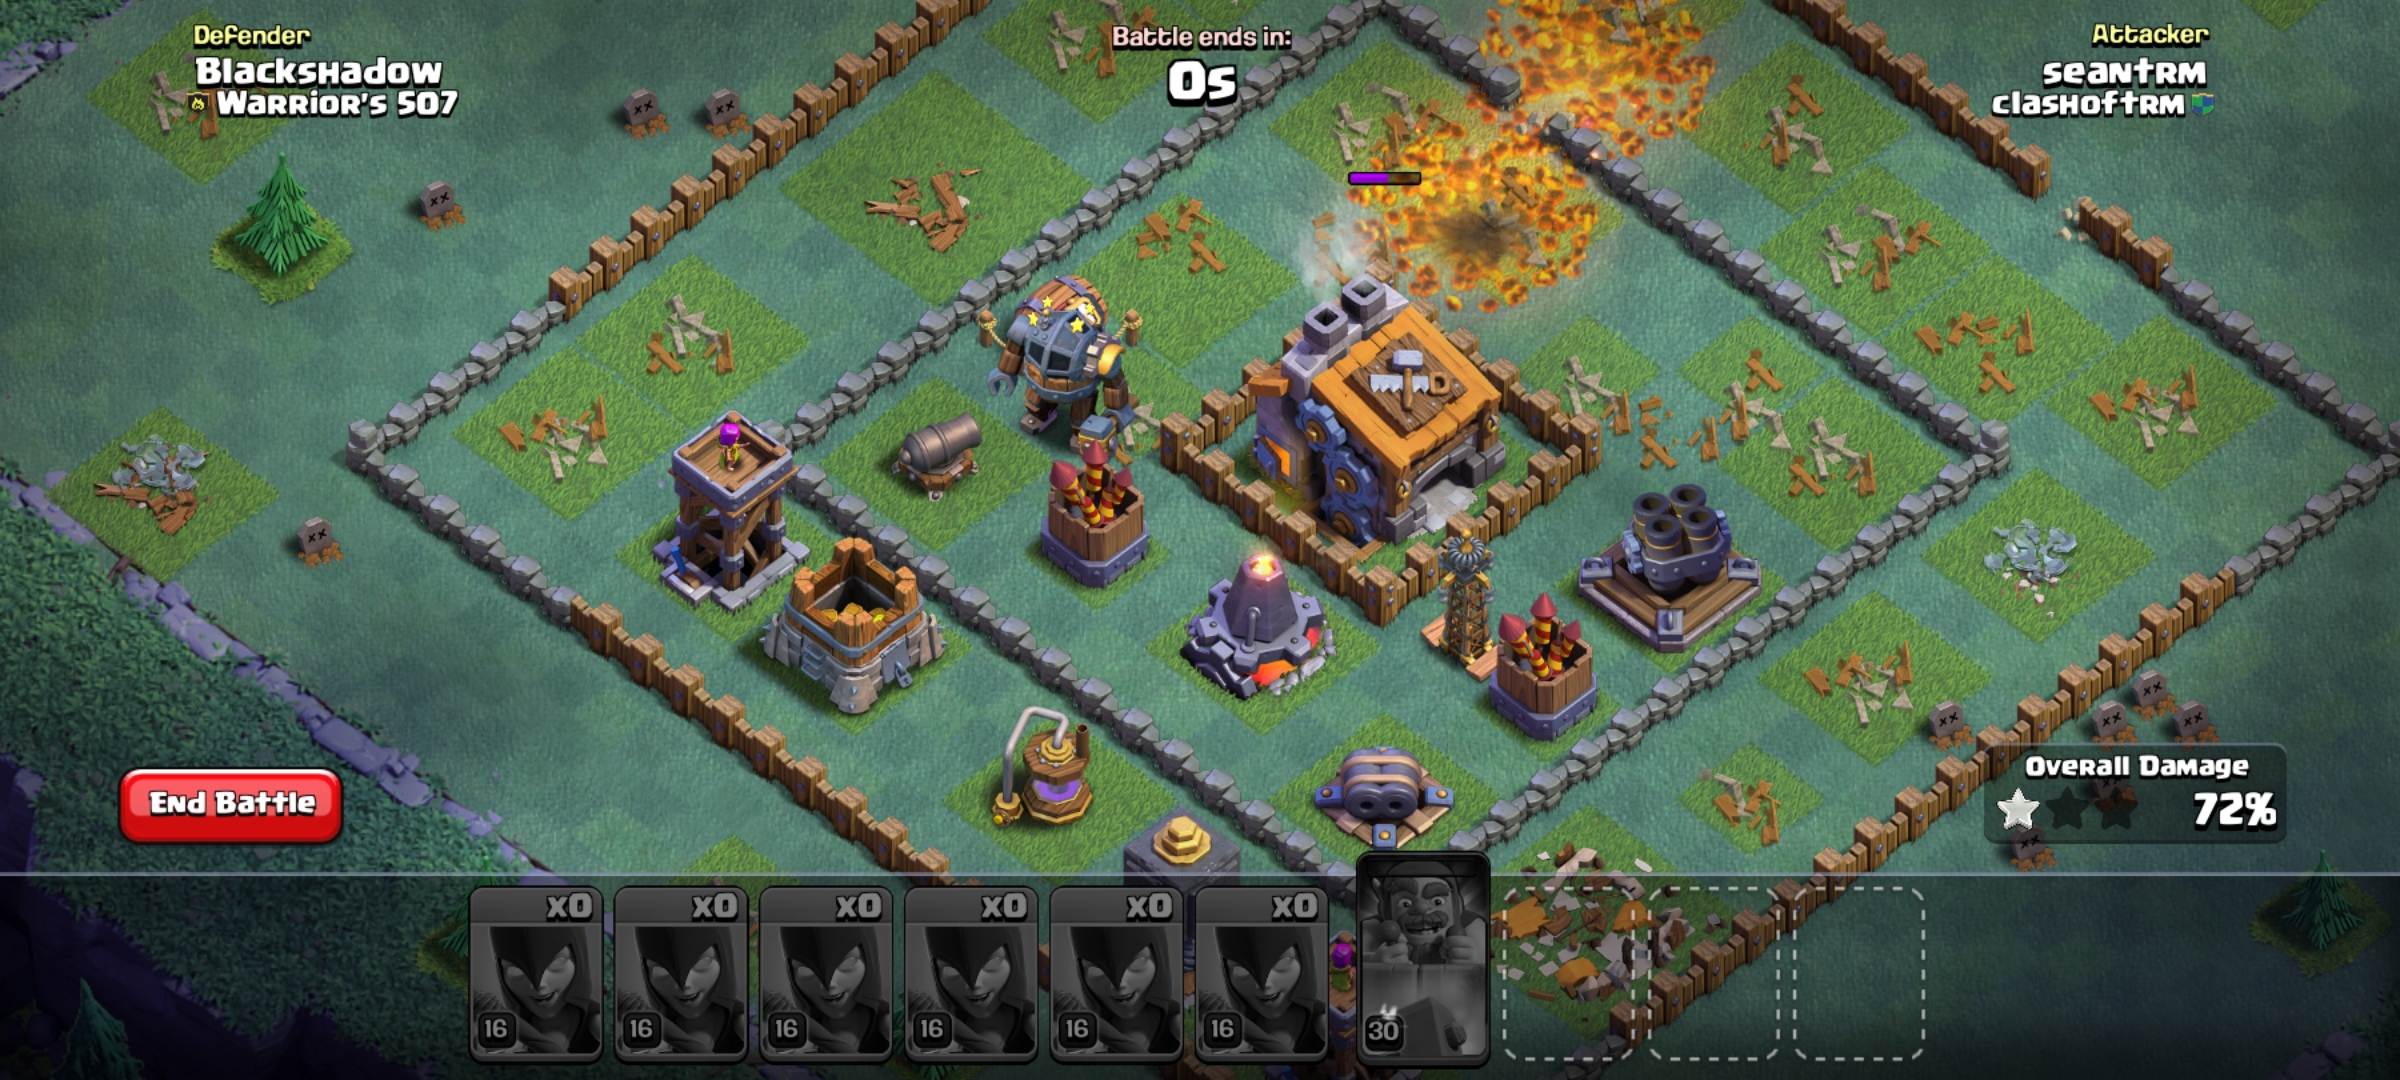 Defender
Blackshadow
Warrior's 507
Battle ends in:
0s
Attacker
seantRM
clashoftRM
End Battle
Overall Damage
72%
x0 x0 x0 x0 x0 x0
16 16 16 16 16 16 30